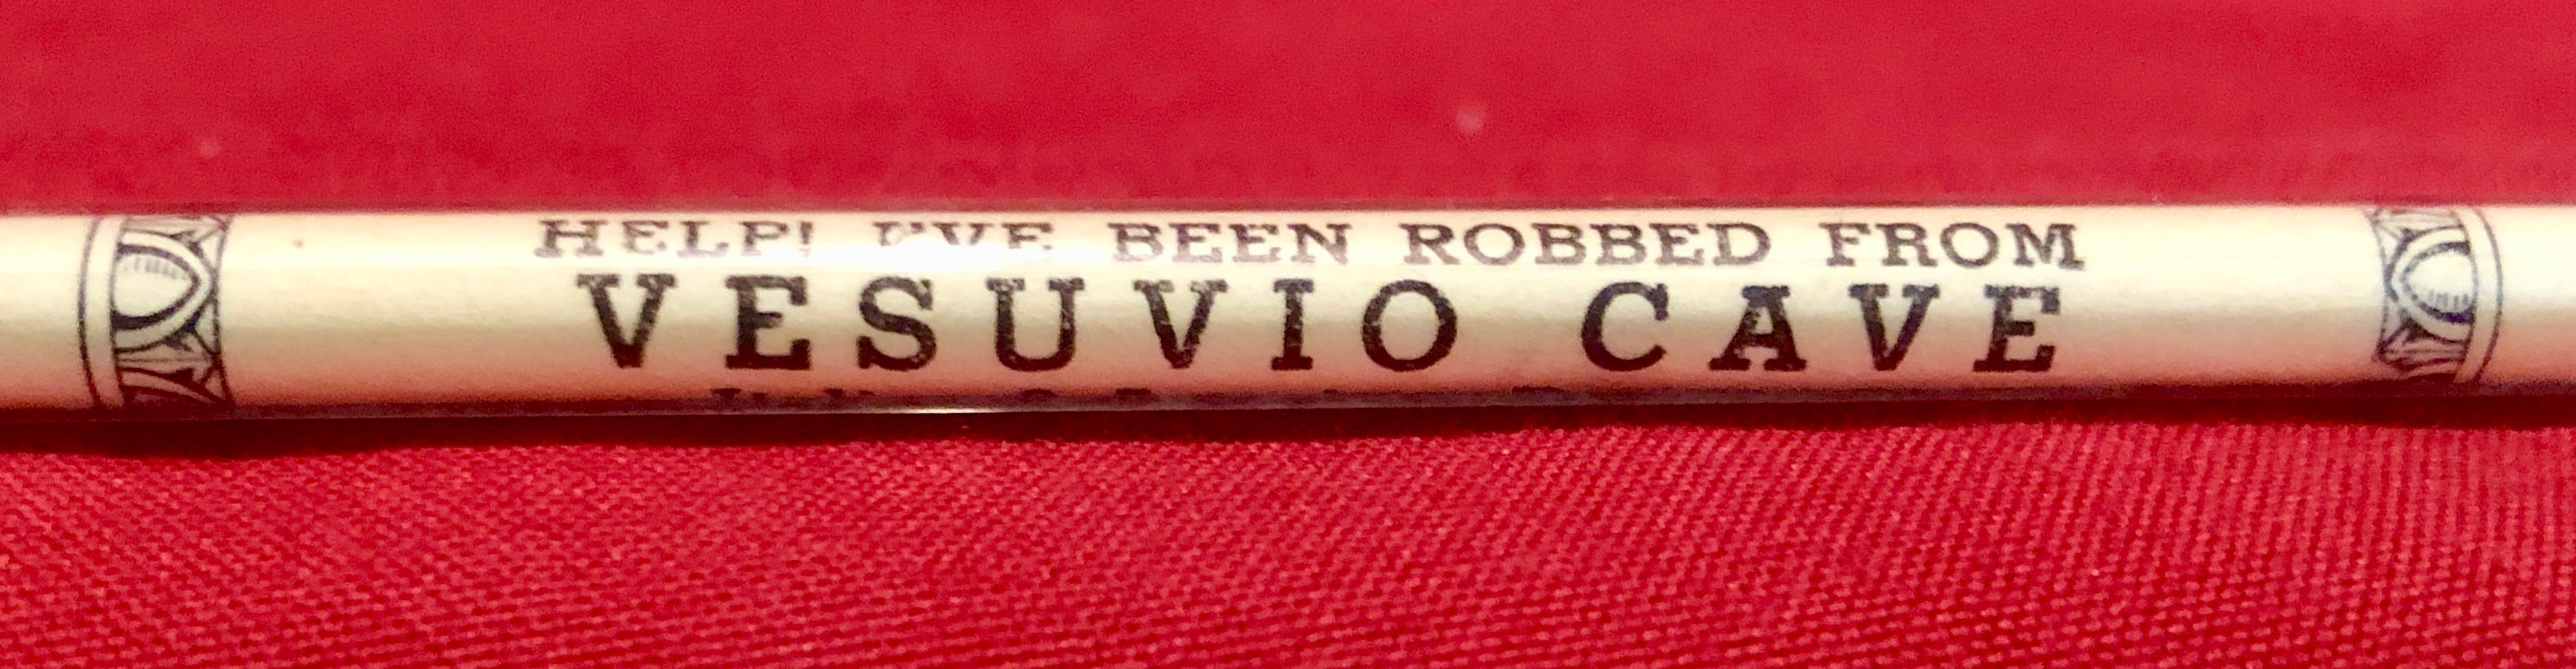 HELP! I'VE BEEN ROBBED FROM
VESUVIO CAVE